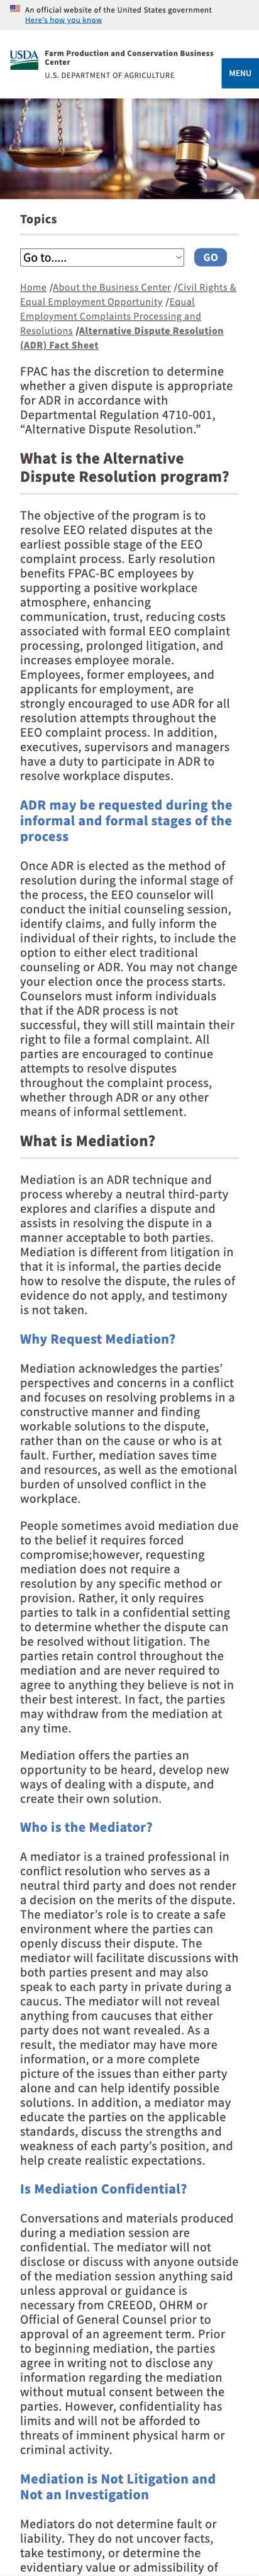 An official website of the United States government
Here's how you know
USDA
Farm Production and Conservation Business
Center
U.S. DEPARTMENT OF AGRICULTURE
MENU
Topics
Go to.....
GO
Home /About the Business Center /Civil Rights &
Equal Employment Opportunity /Equal
Employment Complaints Processing and
Resolutions /Alternative Dispute Resolution
(ADR) Fact Sheet
FPAC has the discretion to determine
whether a given dispute is appropriate
for ADR in accordance with
Departmental Regulation 4710-001,
“Alternative Dispute Resolution.”
What is the Alternative
Dispute Resolution program?
The objective of the program is to
resolve EEO related disputes at the
earliest possible stage of the EEO
complaint process. Early resolution
benefits FPAC-BC employees by
supporting a positive workplace
atmosphere, enhancing
communication, trust, reducing costs
associated with formal EEO complaint
processing, prolonged litigation, and
increases employee morale.
Employees, former employees, and
applicants for employment, are
strongly encouraged to use ADR for all
resolution attempts throughout the
EEO complaint process. In addition,
executives, supervisors and managers
have a duty to participate in ADR to
resolve workplace disputes.
ADR may be requested during the
informal and formal stages of the
process
Once ADR is elected as the method of
resolution during the informal stage of
the process, the EEO counselor will
conduct the initial counseling session,
identify claims, and fully inform the
individual of their rights, to include the
option to either elect traditional
counseling or ADR. You may not change
your election once the process starts.
Counselors must inform individuals
that if the ADR process is not
successful, they will still maintain their
right to file a formal complaint. All
parties are encouraged to continue
attempts to resolve disputes
throughout the complaint process,
whether through ADR or any other
means of informal settlement.
What is Mediation?
Mediation is an ADR technique and
process whereby a neutral third-party
explores and clarifies a dispute and
assists in resolving the dispute in a
manner acceptable to both parties.
Mediation is different from litigation in
that it is informal, the parties decide
how to resolve the dispute, the rules of
evidence do not apply, and testimony
is not taken.
Why Request Mediation?
Mediation acknowledges the parties’
perspectives and concerns in a conflict
and focuses on resolving problems in a
constructive manner and finding
workable solutions to the dispute,
rather than on the cause or who is at
fault. Further, mediation saves time
and resources, as well as the emotional
burden of unsolved conflict in the
workplace.
People sometimes avoid mediation due
to the belief it requires forced
compromise;however, requesting
mediation does not require a
resolution by any specific method or
provision. Rather, it only requires
parties to talk in a confidential setting
to determine whether the dispute can
be resolved without litigation. The
parties retain control throughout the
mediation and are never required to
agree to anything they believe is not in
their best interest. In fact, the parties
may withdraw from the mediation at
any time.
Mediation offers the parties an
opportunity to be heard, develop new
ways of dealing with a dispute, and
create their own solution.
Who is the Mediator?
A mediator is a trained professional in
conflict resolution who serves as a
neutral third party and does not render
a decision on the merits of the dispute.
The mediator’s role is to create a safe
environment where the parties can
openly discuss their dispute. The
mediator will facilitate discussions with
both parties present and may also
speak to each party in private during a
caucus. The mediator will not reveal
anything from caucuses that either
party does not want revealed. As a
result, the mediator may have more
information, or a more complete
picture of the issues than either party
alone and can help identify possible
solutions. In addition, a mediator may
educate the parties on the applicable
standards, discuss the strengths and
weakness of each party’s position, and
help create realistic expectations.
Is Mediation Confidential?
Conversations and materials produced
during a mediation session are
confidential. The mediator will not
disclose or discuss with anyone outside
of the mediation session anything said
unless approval or guidance is
necessary from CREEOD, OHRM or
Official of General Counsel prior to
approval of an agreement term. Prior
to beginning mediation, the parties
agree in writing not to disclose any
information regarding the mediation
without mutual consent between the
parties. However, confidentiality has
limits and will not be afforded to
threats of imminent physical harm or
criminal activity.
Mediation is Not Litigation and
Not an Investigation
Mediators do not determine fault or
liability. They do not uncover facts,
take testimony, or determine the
evidentiary value or admissibility of